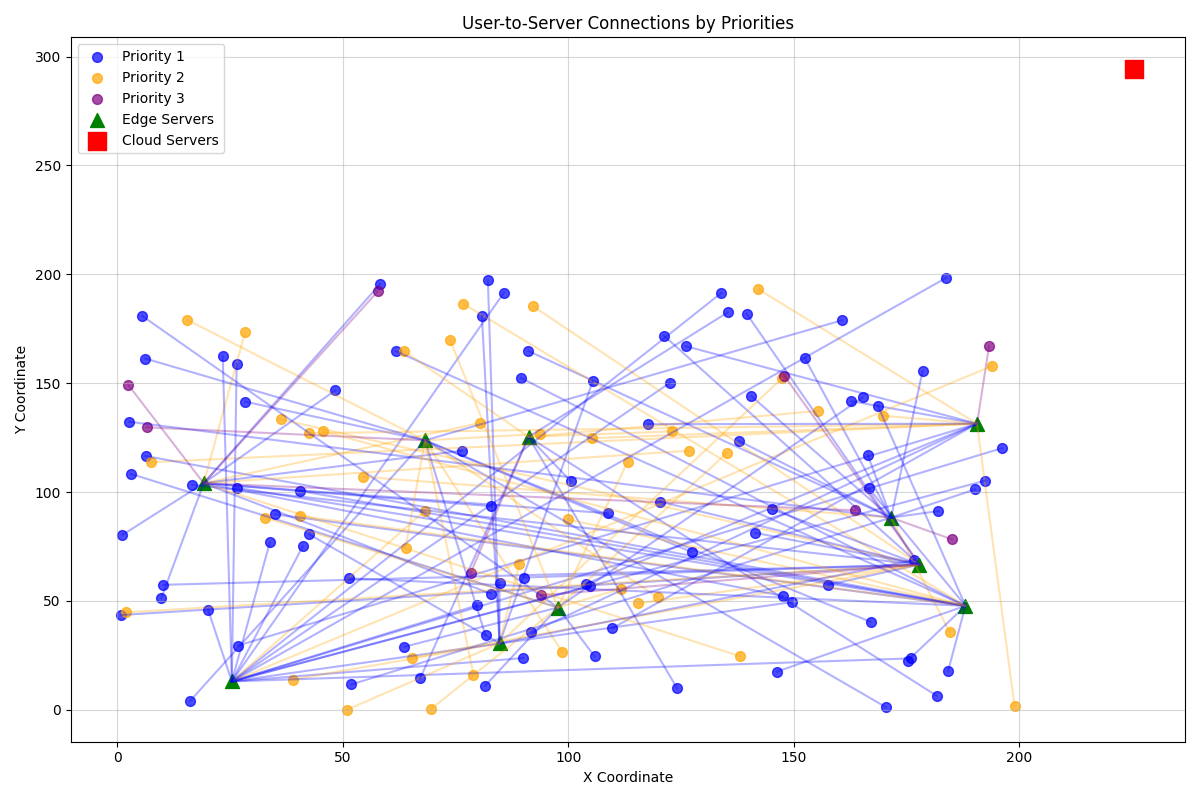 User-to-Server Connections by Priorities
Priority 1
Priority 2
Priority 3
Edge Servers
Cloud Servers
300
250
200
150
100
50
0
Y Coordinate
0
50
100
150
200
X Coordinate